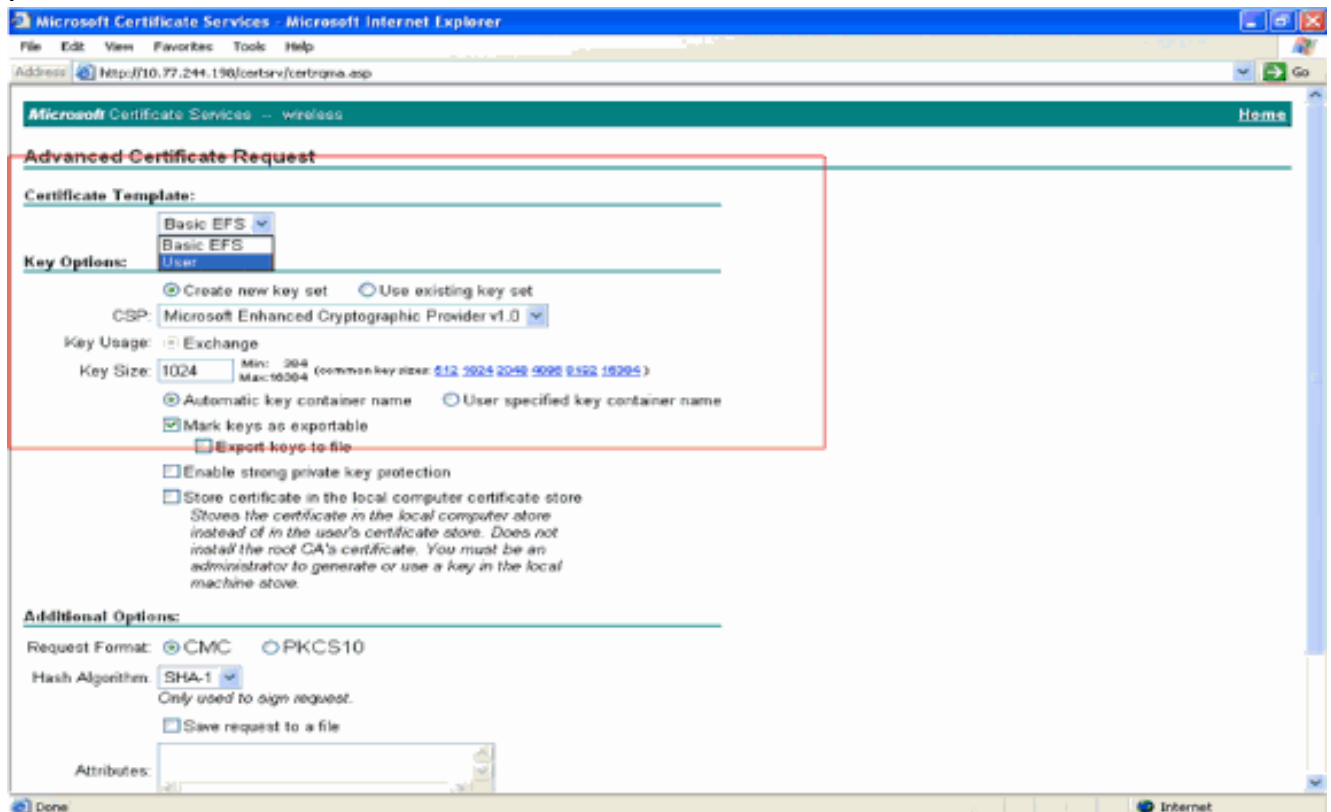 Microsoft Certificate Services - Microsoft Internet Explorer
File Edit View Favorites Tools Help
Address http://10.77.244.198/certsrv/certrqma.asp Go
Microsoft Certificate Services -- wireless Home
Advanced Certificate Request
Certificate Template:
Basic EFS
Basic EFS
User
Key Options:
Create new key set Use existing key set
CSP: Microsoft Enhanced Cryptographic Provider v1.0
Key Usage: Exchange
Key Size: 1024 Min: 384 (common key sizes: 512 1024 2048 4096 8192 16384 )
Max:16384
Automatic key container name User specified key container name
Mark keys as exportable
Export keys to file
Enable strong private key protection
Store certificate in the local computer certificate store
Stores the certificate in the local computer store
instead of in the user's certificate store. Does not
install the root CA's certificate. You must be an
administrator to generate or use a key in the local
machine store.
Additional Options:
Request Format: CMC PKCS10
Hash Algorithm: SHA-1
Only used to sign request.
Save request to a file
Attributes:
Done Internet